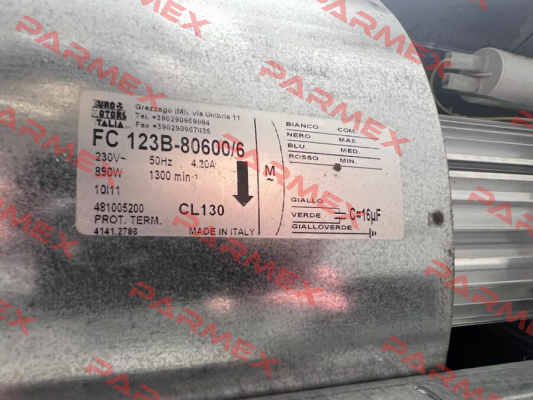 EURO
MOTORS
ITALIA
Grezzago (MI), via Umbria 11
Tel +390290969094
Fax +390290967035
FC 123B-80600/6
230V~ 50Hz 4.20A
890W 1300 min-1
10I11
481005200 CL130
PROT. TERM.
4141.2786 MADE IN ITALY
M
~
BIANCO COM.
NERO MAX
BLU MED.
ROSSO MIN.
GIALLO
VERDE C=16µF
GIALLOVERDE
PARMEX
PARMEX
PARMEX
PARMEX
PARMEX
PARMEX
PARMEX
PARMEX